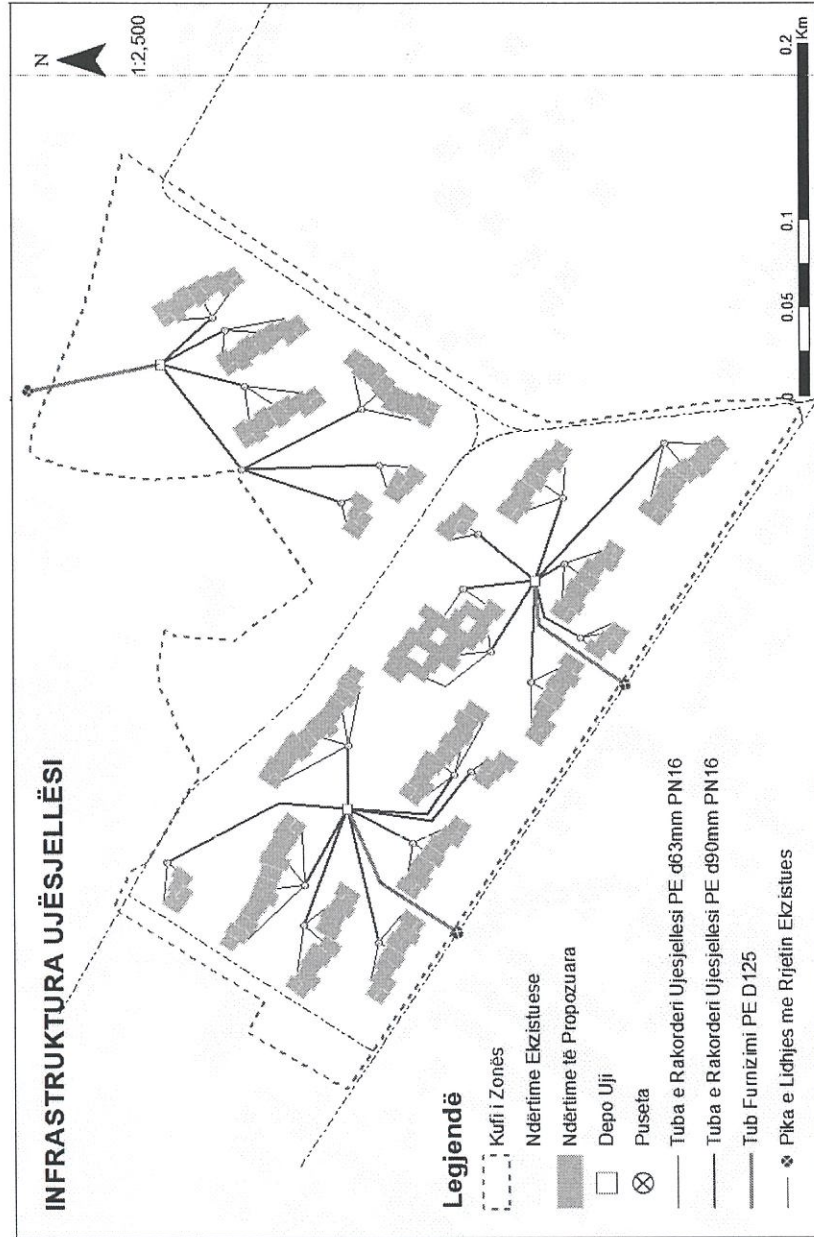 INFRASTRUKTURA UJËSJELLËSI
N
1:2,500
Legjendë
Kufi i Zonës
Ndërtime Ekzistuese
Ndërtime të Propozuara
Depo Uji
Puseta
Tuba e Rakorderi Ujesjellesi PE d63mm PN16
Tuba e Rakorderi Ujesjellesi PE d90mm PN16
Tub Furnizimi PE D125
Pika e Lidhjes me Rrjetin Ekzistues
0 0.05 0.1 0.2
Km